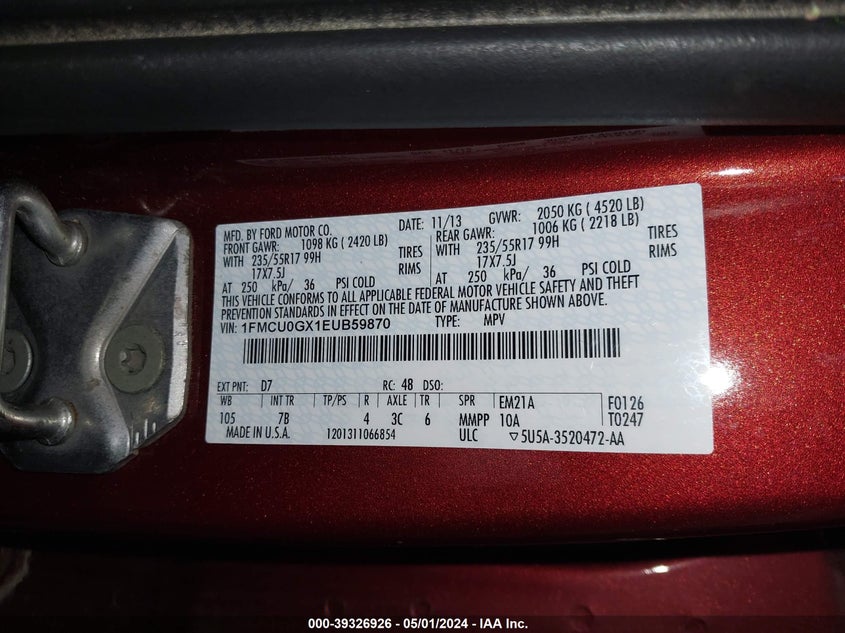 MFD. BY FORD MOTOR CO. DATE: 11/13 GVWR: 2050 KG ( 4520 LB)
FRONT GAWR: 1098 KG ( 2420 LB) REAR GAWR: 1006 KG ( 2218 LB)
WITH 235/55R17 99H TIRES WITH 235/55R17 99H TIRES
17X7.5J RIMS 17X7.5J RIMS
AT 250 kPa/ 36 PSI COLD AT 250 kPa/ 36 PSI COLD
THIS VEHICLE CONFORMS TO ALL APPLICABLE FEDERAL MOTOR VEHICLE SAFETY AND THEFT
PREVENTION STANDARDS IN EFFECT ON THE DATE OF MANUFACTURE SHOWN ABOVE.
VIN: 1FMCU0GX1EUB59870 TYPE: MPV
EXT PNT: D7 RC: 48 DSO:
WB INT TR TP/PS R AXLE TR SPR EM21A F0126
105 7B 4 3C 6 MMPP 10A T0247
MADE IN U.S.A. 1201311066854 ULC ▽5U5A-3520472-AA
000-39326926 - 05/01/2024 - IAA Inc.